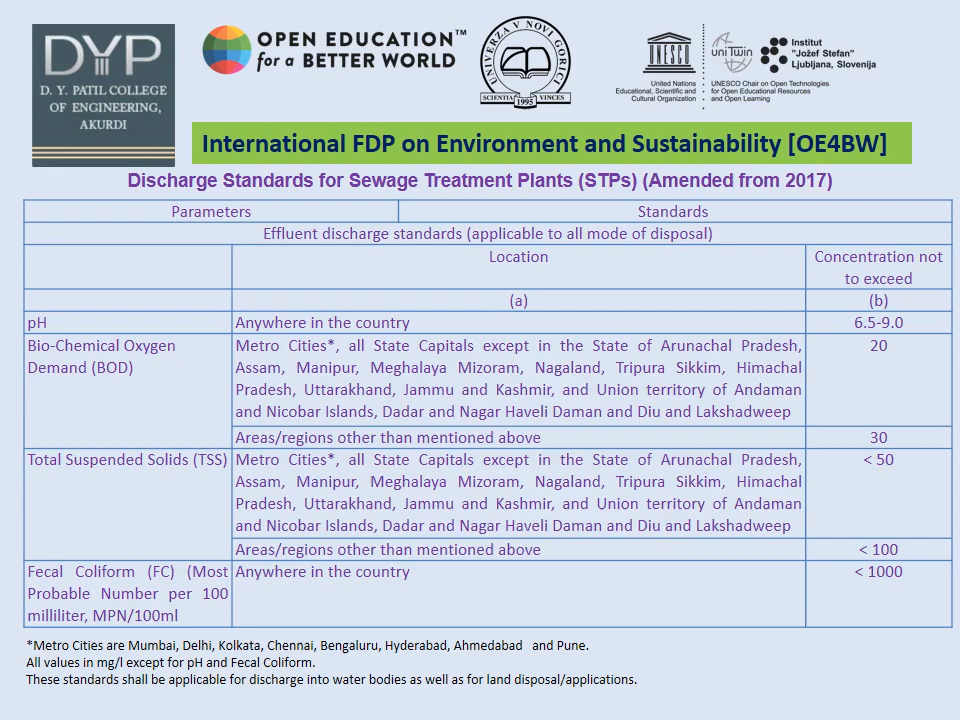 DYP
D. Y. PATIL COLLEGE
OF ENGINEERING,
AKURDI
OPEN EDUCATION™
for a BETTER WORLD
UNIVERZA V NOVI GORICI
SCIENTIA VINCES
1995
UNESCO
United Nations
Educational, Scientific and
Cultural Organization
uniTwin
Institut
"Jožef Stefan"
Ljubljana, Slovenija
UNESCO Chair on Open Technologies
for Open Educational Resources
and Open Learning
International FDP on Environment and Sustainability [OE4BW]
Discharge Standards for Sewage Treatment Plants (STPs) (Amended from 2017)
Parameters Standards
Effluent discharge standards (applicable to all mode of disposal)
Location Concentration not
to exceed
(a) (b)
pH Anywhere in the country 6.5-9.0
Bio-Chemical Oxygen Metro Cities*, all State Capitals except in the State of Arunachal Pradesh, 20
Demand (BOD) Assam, Manipur, Meghalaya Mizoram, Nagaland, Tripura Sikkim, Himachal
Pradesh, Uttarakhand, Jammu and Kashmir, and Union territory of Andaman
and Nicobar Islands, Dadar and Nagar Haveli Daman and Diu and Lakshadweep
Areas/regions other than mentioned above 30
Total Suspended Solids (TSS) Metro Cities*, all State Capitals except in the State of Arunachal Pradesh, < 50
Assam, Manipur, Meghalaya Mizoram, Nagaland, Tripura Sikkim, Himachal
Pradesh, Uttarakhand, Jammu and Kashmir, and Union territory of Andaman
and Nicobar Islands, Dadar and Nagar Haveli Daman and Diu and Lakshadweep
Areas/regions other than mentioned above < 100
Fecal Coliform (FC) (Most Anywhere in the country < 1000
Probable Number per 100
milliliter, MPN/100ml
*Metro Cities are Mumbai, Delhi, Kolkata, Chennai, Bengaluru, Hyderabad, Ahmedabad and Pune.
All values in mg/l except for pH and Fecal Coliform.
These standards shall be applicable for discharge into water bodies as well as for land disposal/applications.